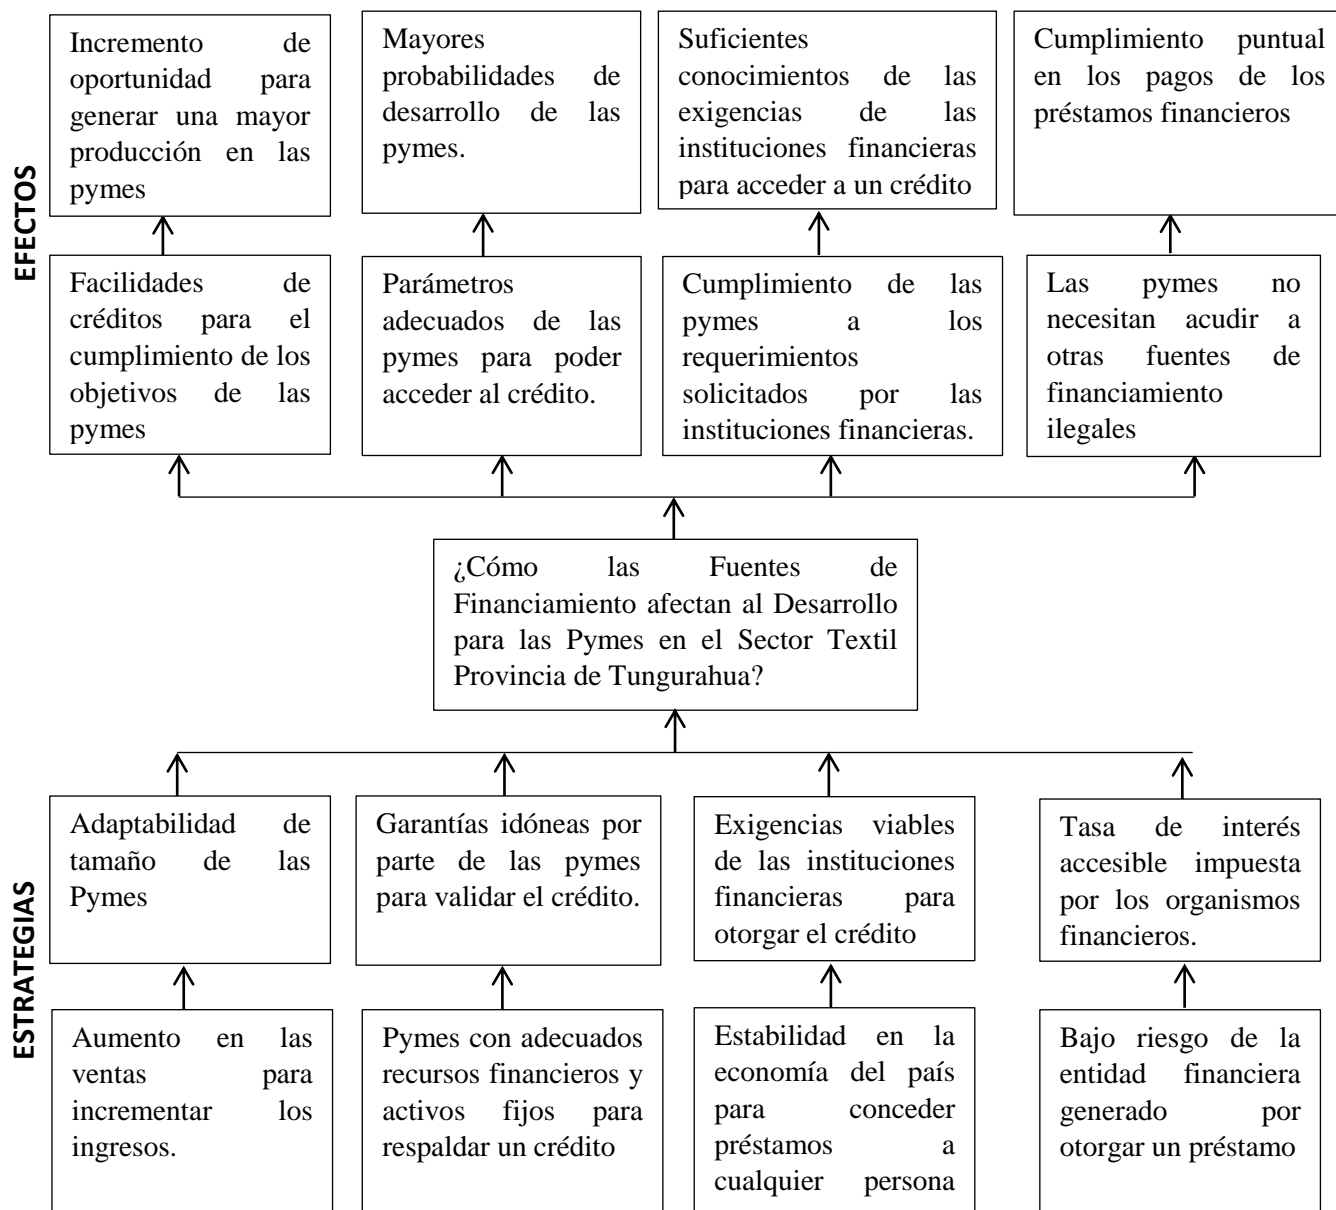 EFECTOS
Incremento de
oportunidad para
generar una mayor
producción en las
pymes
Mayores
probabilidades de
desarrollo de las
pymes.
Suficientes
conocimientos de las
exigencias de las
instituciones financieras
para acceder a un crédito
Cumplimiento puntual
en los pagos de los
préstamos financieros
Facilidades de
créditos para el
cumplimiento de los
objetivos de las
pymes
Parámetros
adecuados de las
pymes para poder
acceder al crédito.
Cumplimiento de las
pymes a los
requerimientos
solicitados por las
instituciones financieras.
Las pymes no
necesitan acudir a
otras fuentes de
financiamiento
ilegales
¿Cómo las Fuentes de
Financiamiento afectan al Desarrollo
para las Pymes en el Sector Textil
Provincia de Tungurahua?
ESTRATEGIAS
Adaptabilidad de
tamaño de las
Pymes
Garantías idóneas por
parte de las pymes
para validar el crédito.
Exigencias viables
de las instituciones
financieras para
otorgar el crédito
Tasa de interés
accesible impuesta
por los organismos
financieros.
Aumento en las
ventas para
incrementar los
ingresos.
Pymes con adecuados
recursos financieros y
activos fijos para
respaldar un crédito
Estabilidad en la
economía del país
para conceder
préstamos a
cualquier persona
Bajo riesgo de la
entidad financiera
generado por
otorgar un préstamo